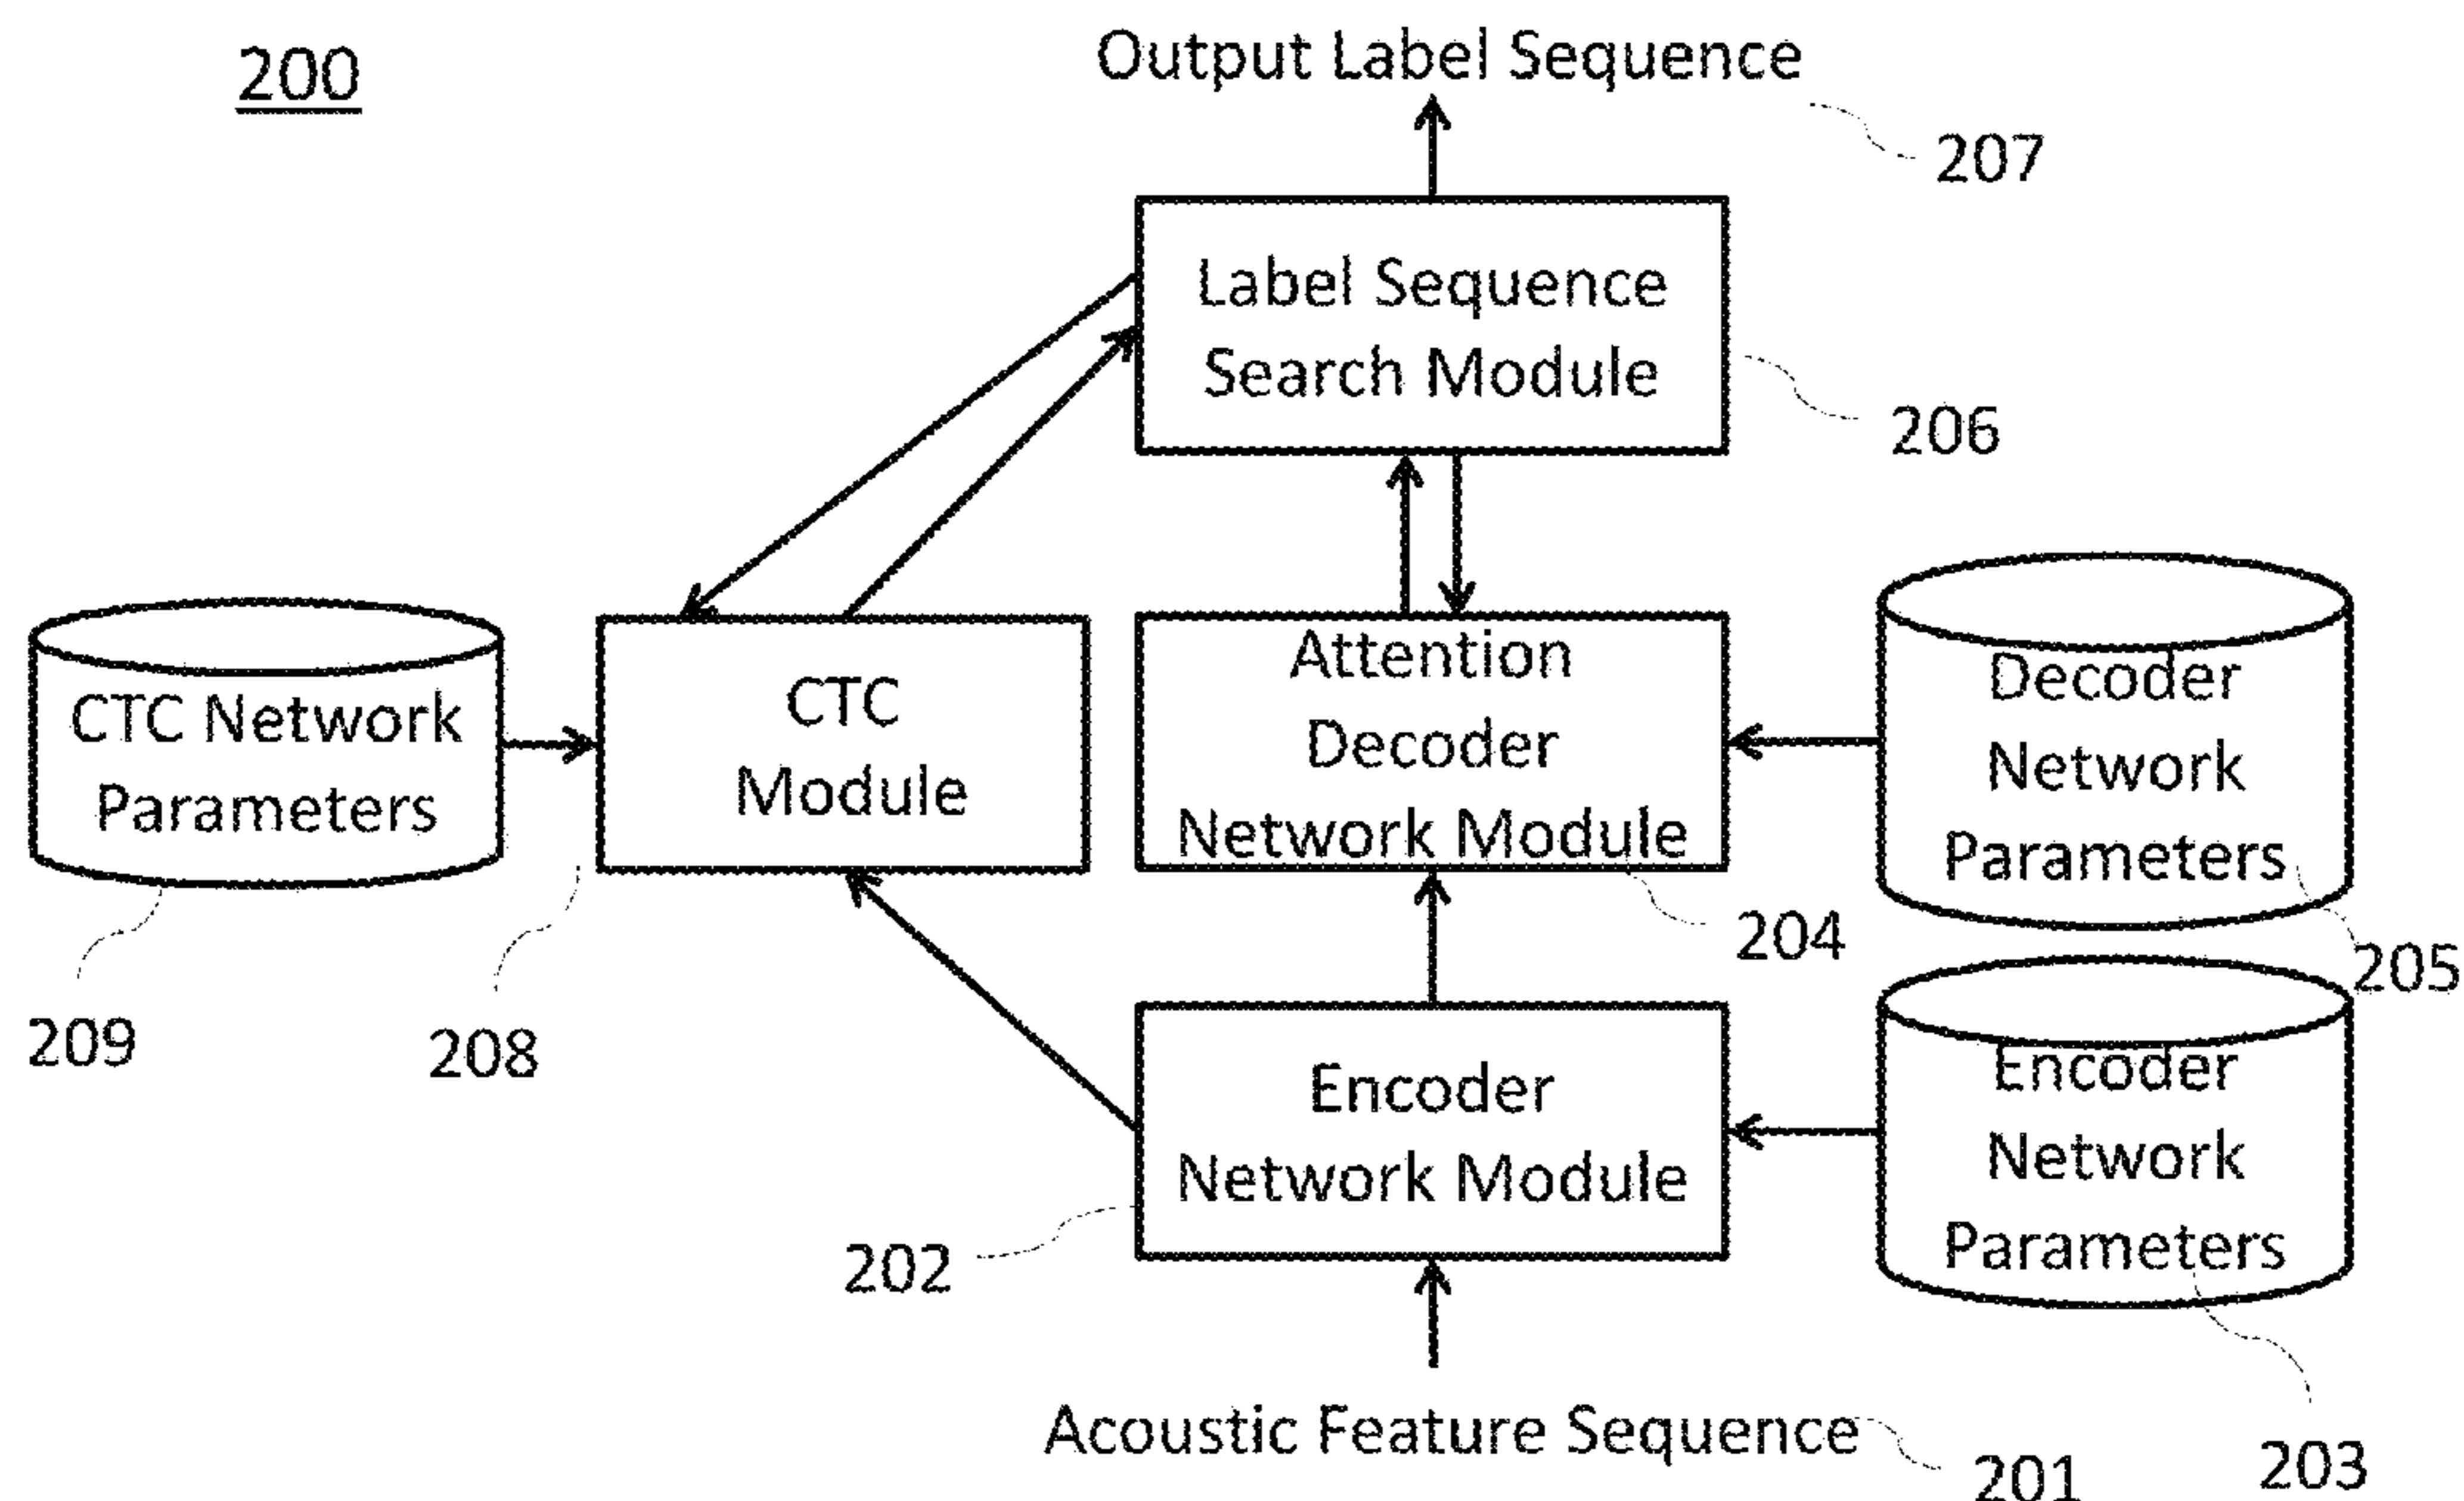 200
Output Label Sequence
207
Label Sequence
Search Module
206
CTC Network
Parameters
209
CTC
Module
208
Attention
Decoder
Network Module
204
Decoder
Network
Parameters
205
Encoder
Network Module
202
Encoder
Network
Parameters
203
Acoustic Feature Sequence
201